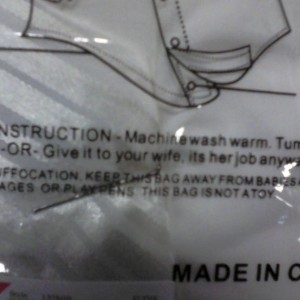 NSTRUCTION - Machine wash warm. Tum
-OR- Give it to your wife, its her job anyw
UFFOCATION, KEEP THIS BAG AWAY FROM BABIES A
AGES OR PLAY PENS. THIS BAG IS NOT A TOY
MADE IN C